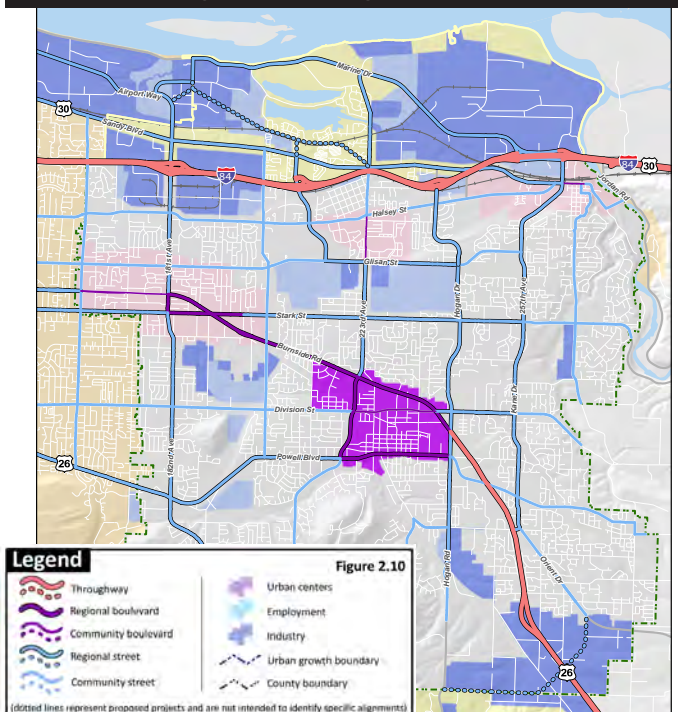 Marine Dr
Airport Way
30
Sandy Blvd
84
84
30
Jordan Rd
Halsey St
181st Ave
Glisan St
223rd Ave
Hogan Dr
257th Ave
Stark St
Burnside Rd
Division St
Kane Dr
182nd Ave
Powell Blvd
26
Hogan Rd
Orient Dr
26
Legend
Figure 2.10
Throughway
Regional boulevard
Community boulevard
Regional street
Community street
Urban centers
Employment
Industry
Urban growth boundary
County boundary
(dotted lines represent proposed projects and are not intended to identify specific alignments)